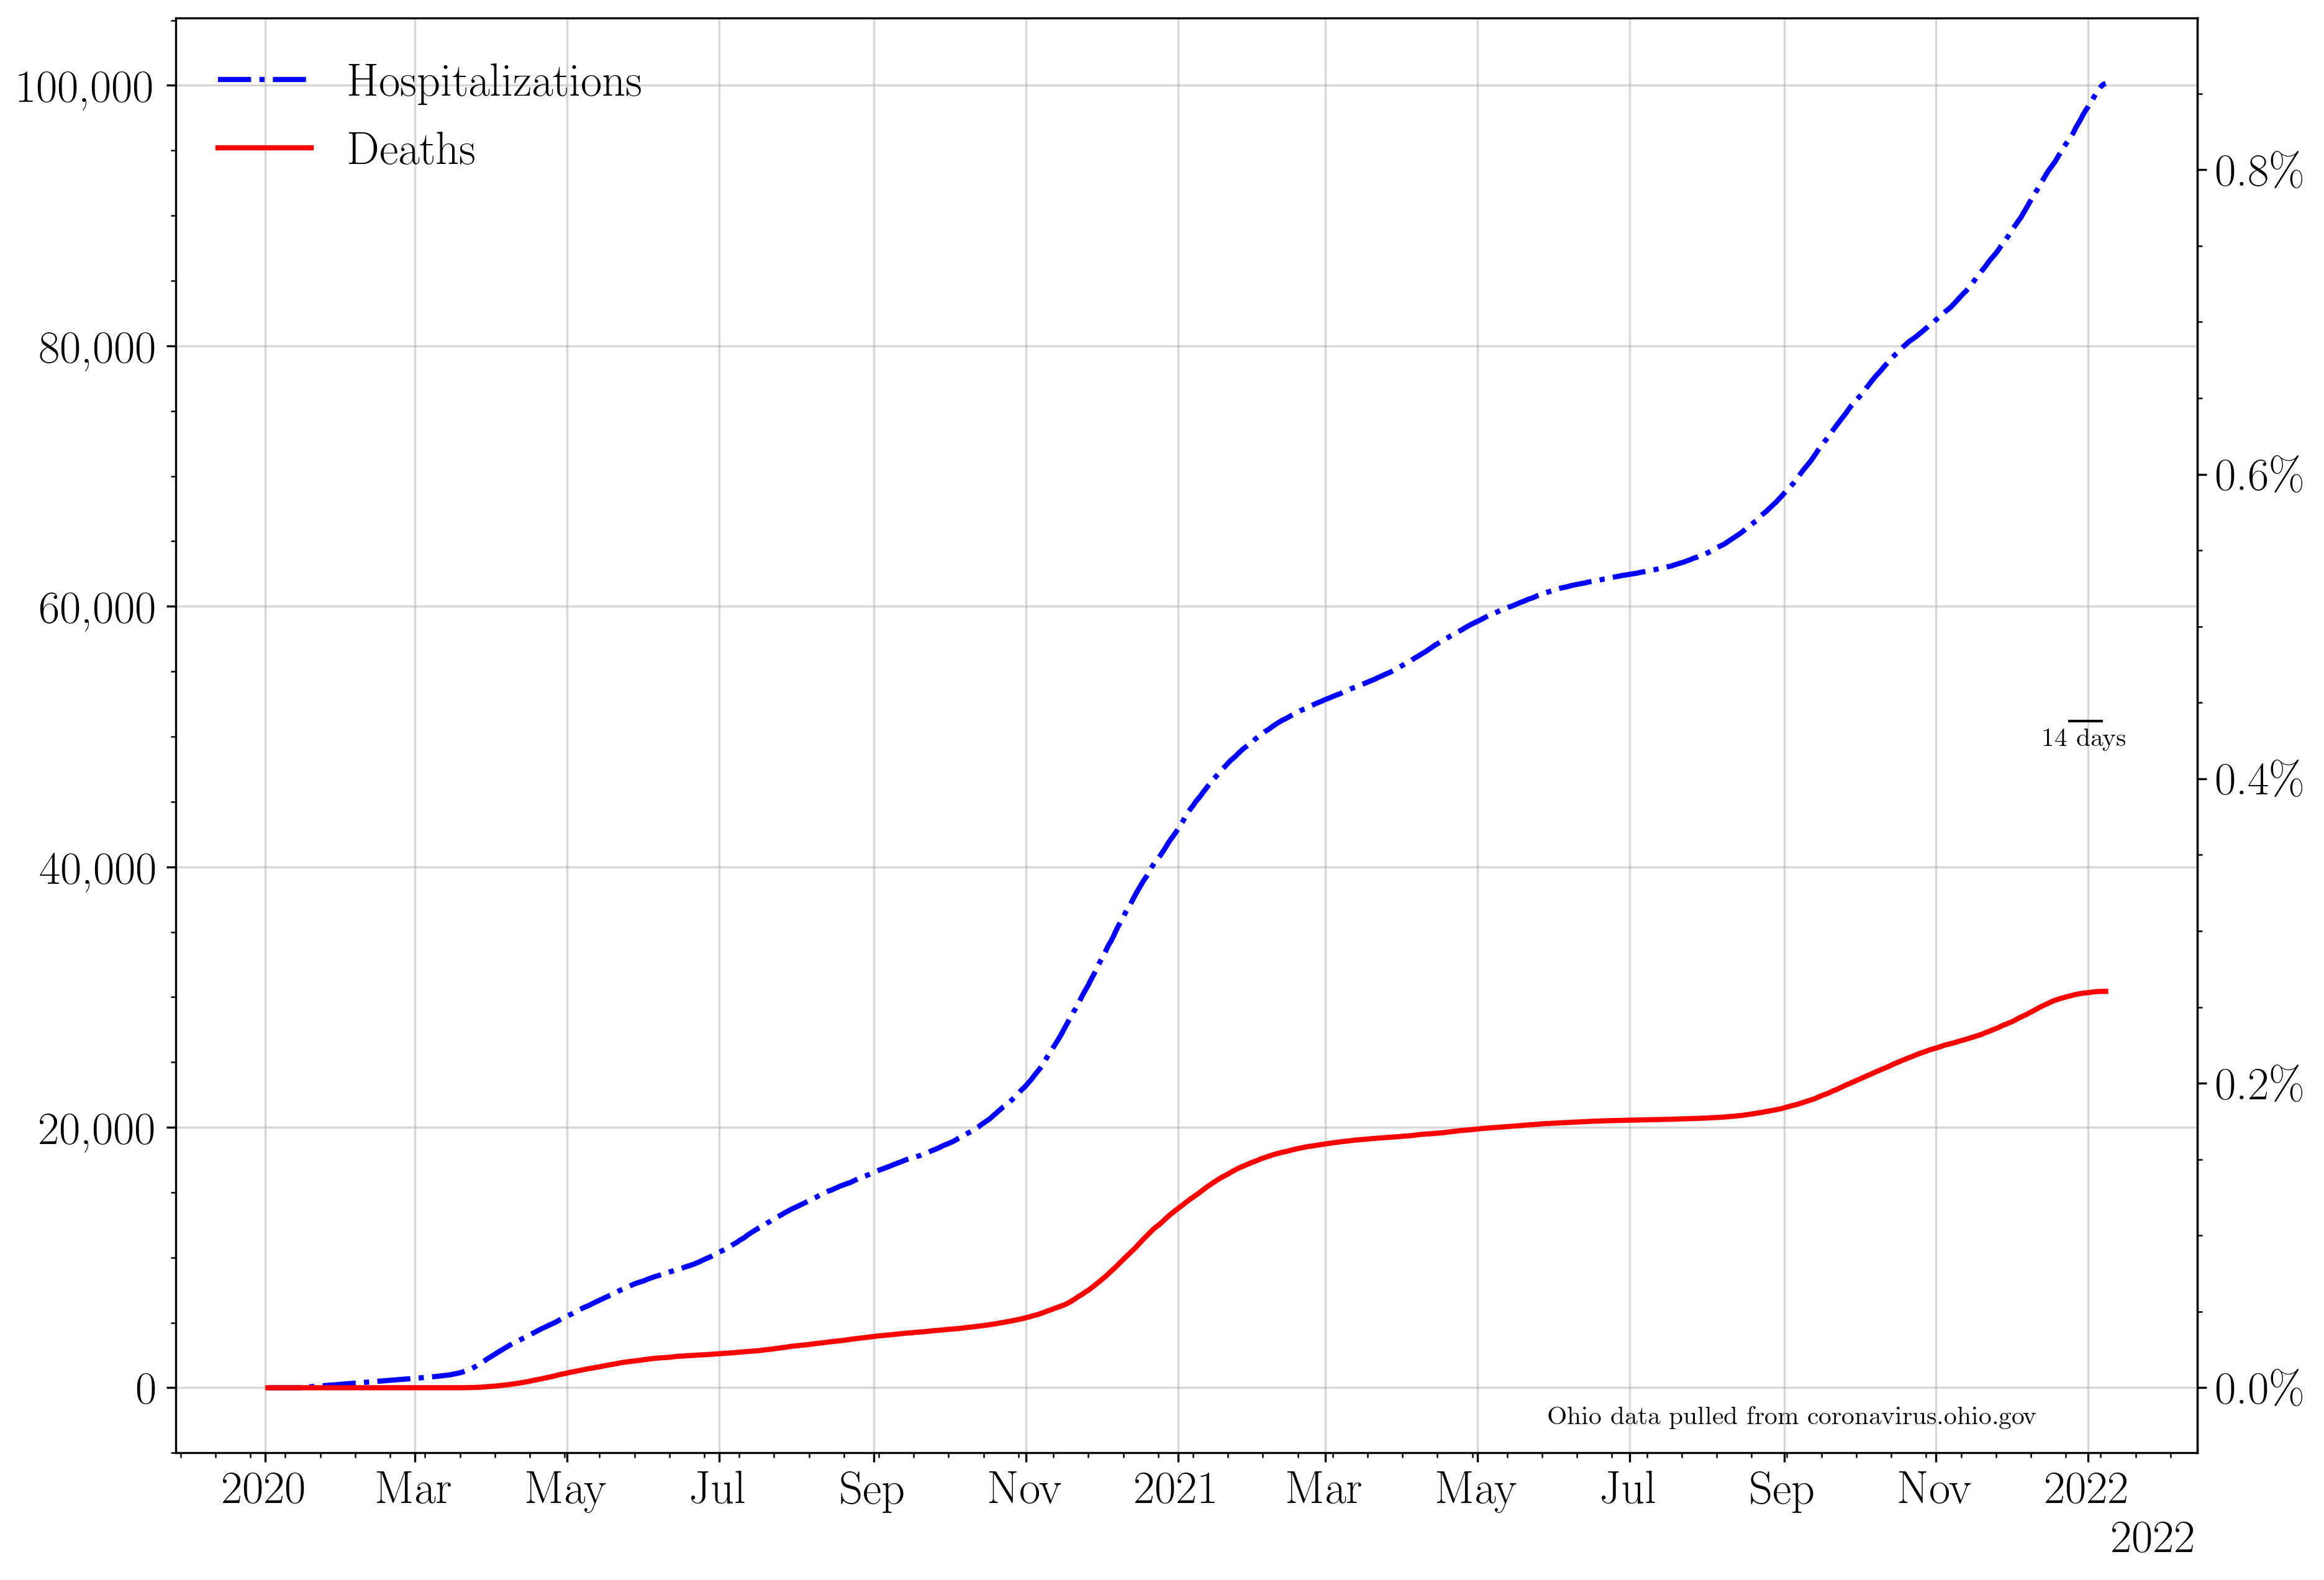 Hospitalizations
Deaths
100,000
80,000
60,000
40,000
20,000
0
0.8%
0.6%
0.4%
0.2%
0.0%
14 days
Ohio data pulled from coronavirus.ohio.gov
2020 Mar May Jul Sep Nov 2021 Mar May Jul Sep Nov 2022
2022